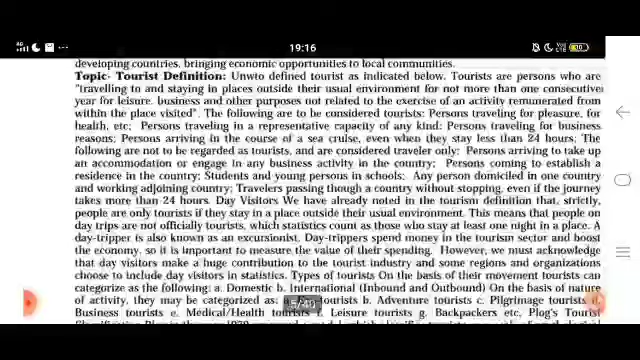 19:16
developing countries, bringing economic opportunities to local communities.
Topic- Tourist Definition: Unwto defined tourist as indicated below. Tourists are persons who are
"travelling to and staying in places outside their usual environment for not more than one consecutive
year for leisure, business and other purposes not related to the exercise of an activity remunerated from
within the place visited". The following are to be considered tourists: Persons traveling for pleasure, for
health, etc; Persons traveling in a representative capacity of any kind; Persons traveling for business
reasons; Persons arriving in the course of a sea cruise, even when they stay less than 24 hours; The
following are not to be regarded as tourists, and are considered traveler only; Persons arriving to take up
an accommodation or engage in any business activity in the country; Persons coming to establish a
residence in the country; Students and young persons in schools; Any person domiciled in one country
and working adjoining country; Travelers passing though a country without stopping, even if the journey
takes more than 24 hours. Day Visitors We have already noted in the tourism definition that, strictly,
people are only tourists if they stay in a place outside their usual environment. This means that people on
day trips are not officially tourists, which statistics count as those who stay at least one night in a place. A
day-tripper is also known as an excursionist. Day-trippers spend money in the tourism sector and boost
the economy, so it is important to measure the value of their spending. However, we must acknowledge
that day visitors make a huge contribution to the tourist industry and some regions and organizations
choose to include day visitors in statistics. Types of tourists On the basis of their movement tourists can
categorize as the following: a. Domestic b. International (Inbound and Outbound) On the basis of nature
of activity, they may be categorized as: tourists b. Adventure tourists c. Pilgrimage tourists d.
Business tourists e. Medical/Health tourists f. Leisure tourists g. Backpackers etc, Plog's Tourist